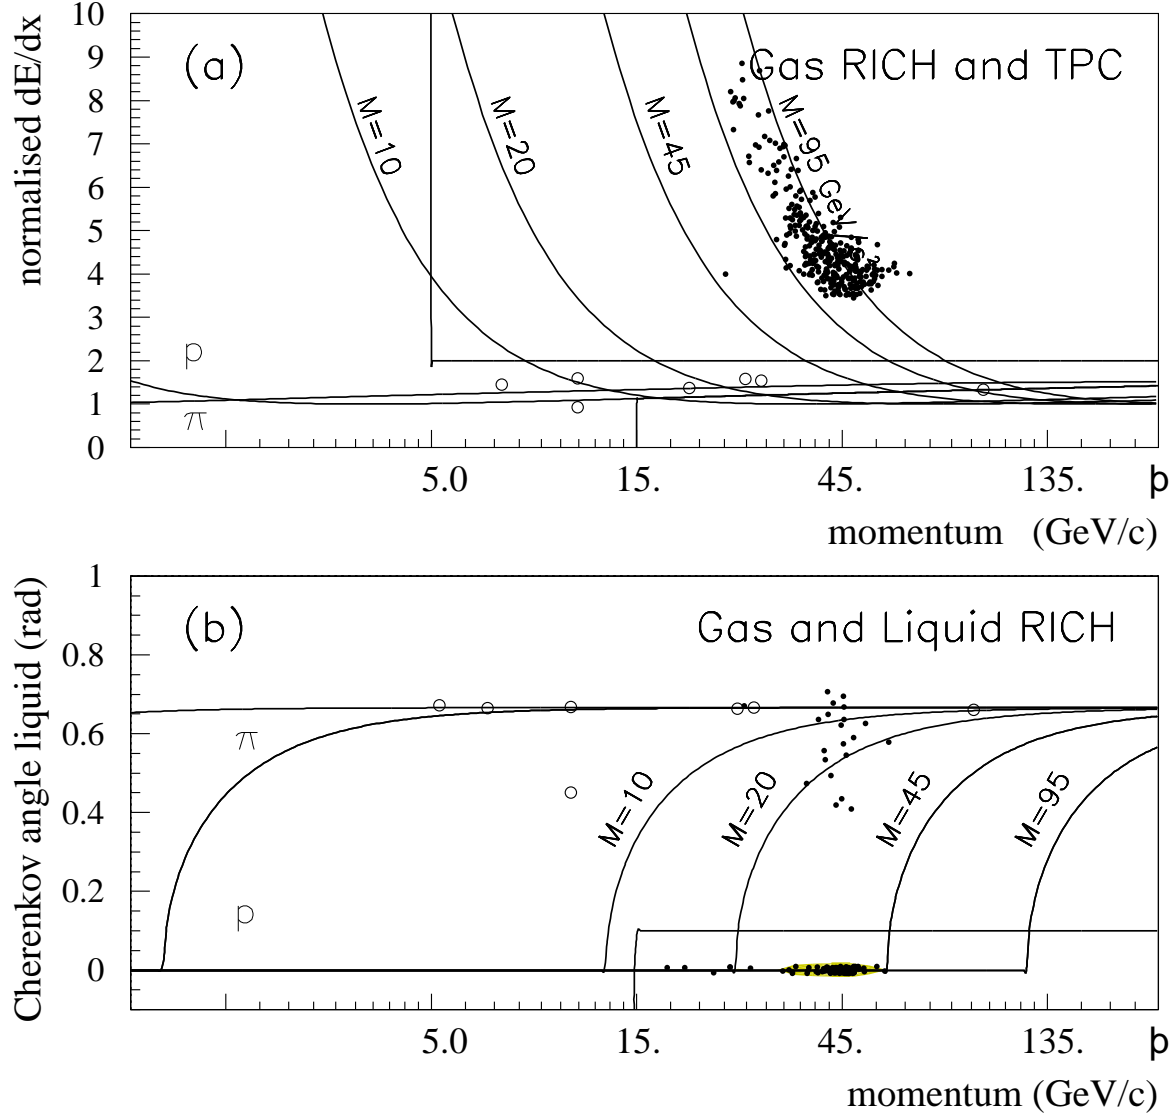 normalised dE/dx
10
9
8
7
6
5
4
3
2
1
0
(a)
Gas RICH and TPC
M=10
M=20
M=45
M=95 GeV/c²
p
π
5.0
15.
45.
135.
p
momentum (GeV/c)
Cherenkov angle liquid (rad)
1
0.8
0.6
0.4
0.2
0
(b)
Gas and Liquid RICH
π
p
M=10
M=20
M=45
M=95
5.0
15.
45.
135.
p
momentum (GeV/c)